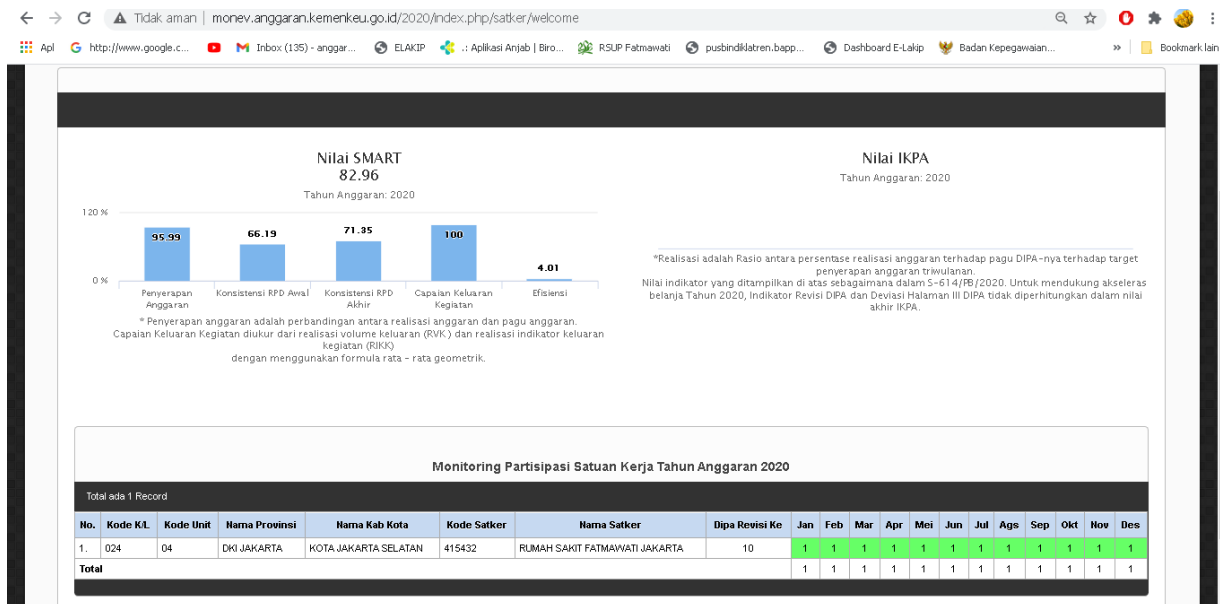 Tidak aman | monev.anggaran.kemenkeu.go.id/2020/index.php/satker/welcome
Apl http://www.google.c... Inbox (135) - anggar... ELAKIP .: Aplikasi Anjab | Biro... RSUP Fatmawati pusbindiklatren.bapp... Dashboard E-Lakip Badan Kepegawaian... » Bookmark lain
Nilai SMART
82.96
Tahun Anggaran: 2020
120 %
95.99 66.19 71.35 100 4.01
0 %
Penyerapan Anggaran
Konsistensi RPD Awal
Konsistensi RPD Akhir
Capaian Keluaran Kegiatan
Efisiensi
* Penyerapan anggaran adalah perbandingan antara realisasi anggaran dan pagu anggaran.
Capaian Keluaran Kegiatan diukur dari realisasi volume keluaran (RVK ) dan realisasi indikator keluaran
kegiatan (RIKK)
dengan menggunakan formula rata - rata geometrik.
Nilai IKPA
Tahun Anggaran: 2020
*Realisasi adalah Rasio antara persentase realisasi anggaran terhadap pagu DIPA-nya terhadap target
penyerapan anggaran triwulanan.
Nilai indikator yang ditampilkan di atas sebagaimana dalam S-614/PB/2020. Untuk mendukung akseleras
belanja Tahun 2020, Indikator Revisi DIPA dan Deviasi Halaman III DIPA tidak diperhitungkan dalam nilai
akhir IKPA.
Monitoring Partisipasi Satuan Kerja Tahun Anggaran 2020
Total ada 1 Record
No. Kode K/L Kode Unit Nama Provinsi Nama Kab Kota Kode Satker Nama Satker Dipa Revisi Ke Jan Feb Mar Apr Mei Jun Jul Ags Sep Okt Nov Des
1. 024 04 DKI JAKARTA KOTA JAKARTA SELATAN 415432 RUMAH SAKIT FATMAWATI JAKARTA 10 1 1 1 1 1 1 1 1 1 1 1 1
Total 1 1 1 1 1 1 1 1 1 1 1 1